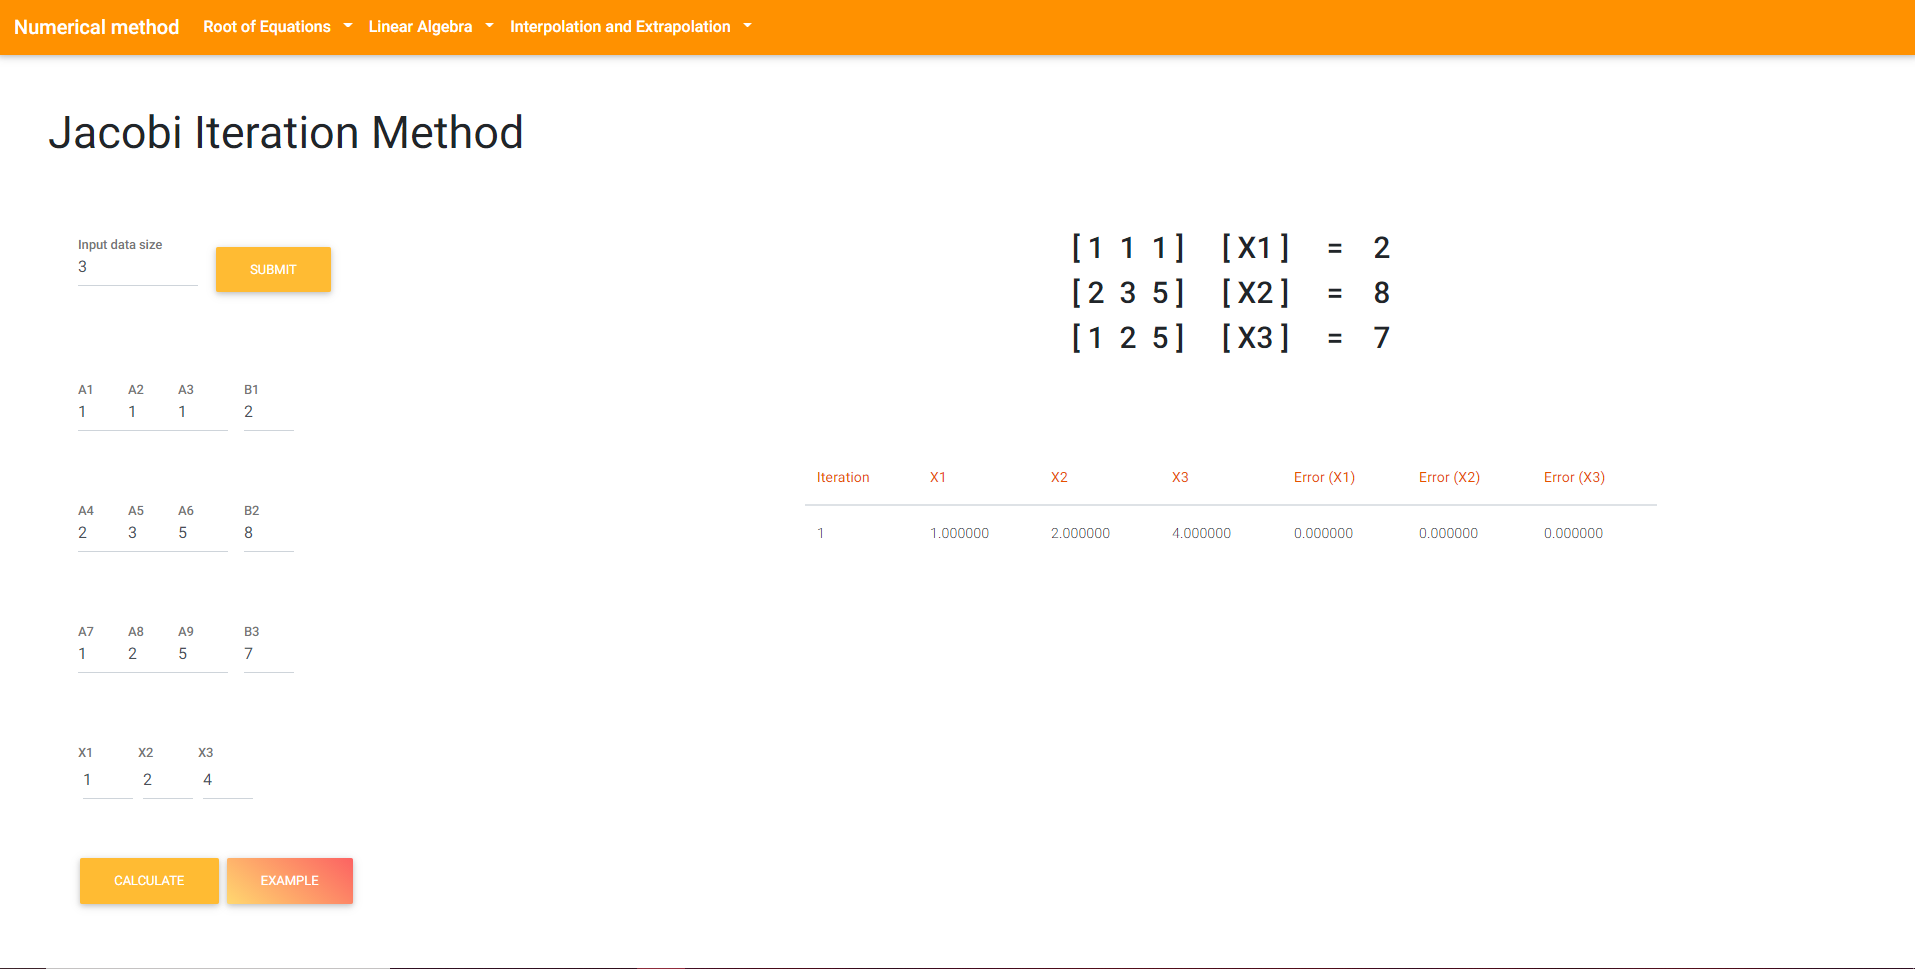 Numerical method Root of Equations Linear Algebra Interpolation and Extrapolation
Jacobi Iteration Method
Input data size
3
SUBMIT
A1 A2 A3 B1
1 1 1 2
A4 A5 A6 B2
2 3 5 8
A7 A8 A9 B3
1 2 5 7
X1 X2 X3
1 2 4
CALCULATE EXAMPLE
[ 1 1 1 ] [ X1 ] = 2
[ 2 3 5 ] [ X2 ] = 8
[ 1 2 5 ] [ X3 ] = 7
Iteration X1 X2 X3 Error (X1) Error (X2) Error (X3)
1 1.000000 2.000000 4.000000 0.000000 0.000000 0.000000